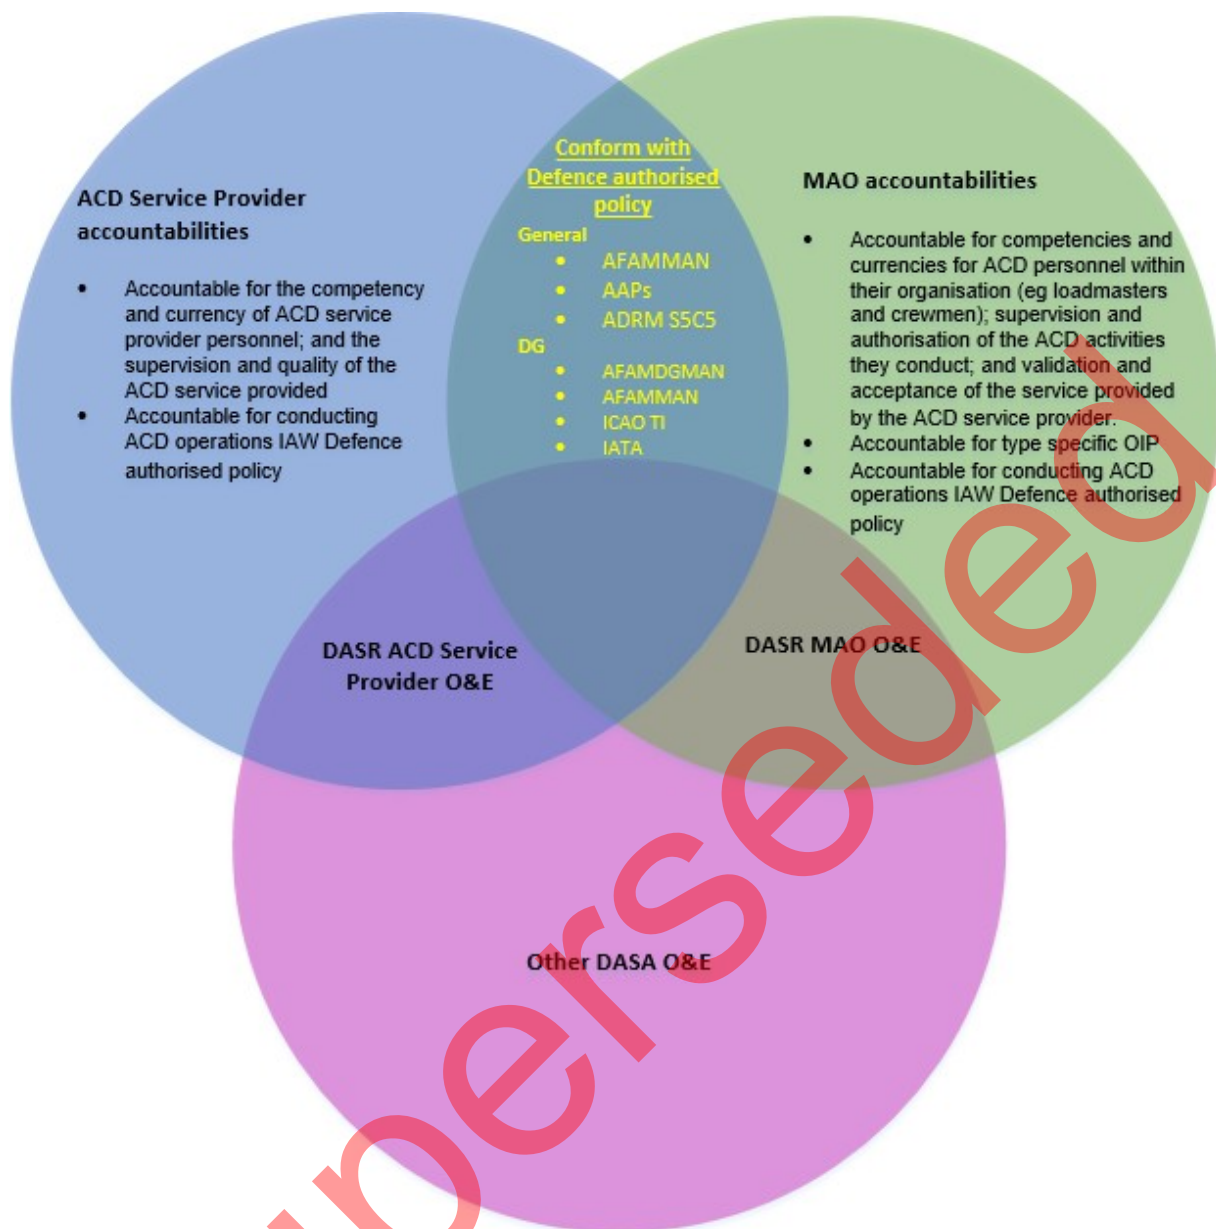 ACD Service Provider
accountabilities
• Accountable for the competency
and currency of ACD service
provider personnel; and the
supervision and quality of the
ACD service provided
• Accountable for conducting
ACD operations IAW Defence
authorised policy
Conform with
Defence authorised
policy
General
• AFAMMAN
• AAPs
• ADRM S5C5
DG
• AFAMDGMAN
• AFAMMAN
• ICAO TI
• IATA
MAO accountabilities
• Accountable for competencies and
currencies for ACD personnel within
their organisation (eg loadmasters
and crewmen); supervision and
authorisation of the ACD activities
they conduct; and validation and
acceptance of the service provided
by the ACD service provider.
• Accountable for type specific OIP
• Accountable for conducting ACD
operations IAW Defence authorised
policy
DASR ACD Service
Provider O&E
DASR MAO O&E
Other DASA O&E
uperseded